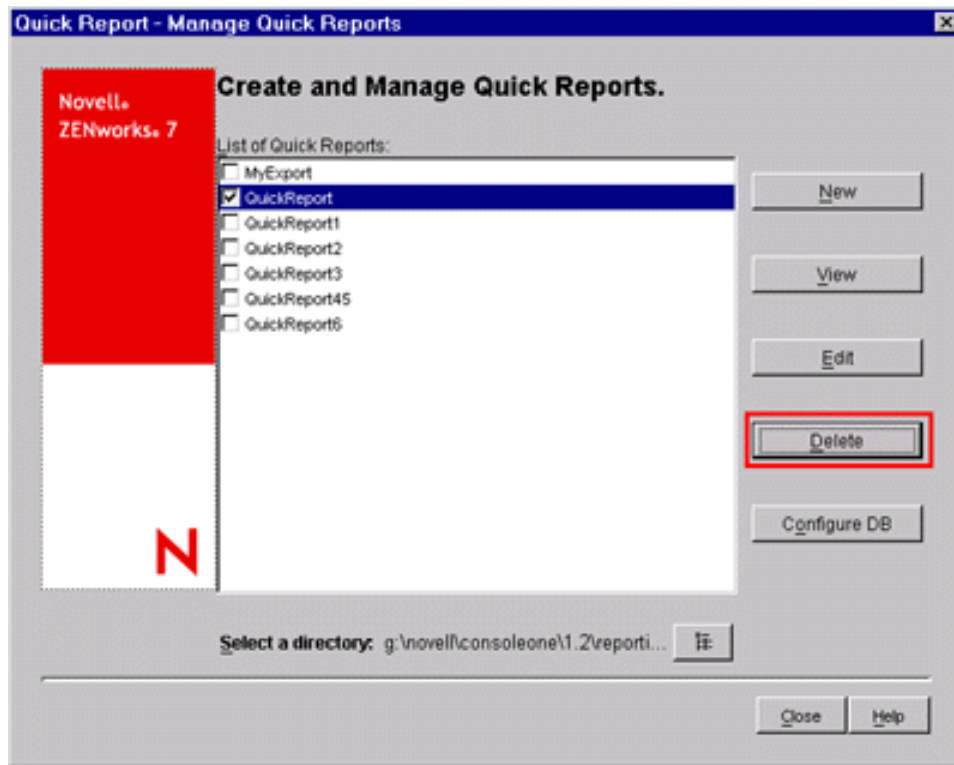 Quick Report - Manage Quick Reports
Novell®
ZENworks® 7
Create and Manage Quick Reports.
List of Quick Reports:
MyExport
QuickReport
QuickReport1
QuickReport2
QuickReport3
QuickReport45
QuickReport6
New
View
Edit
Delete
Configure DB
N
Select a directory: g:\novell\consoleone\1.2\reporti...
Close
Help